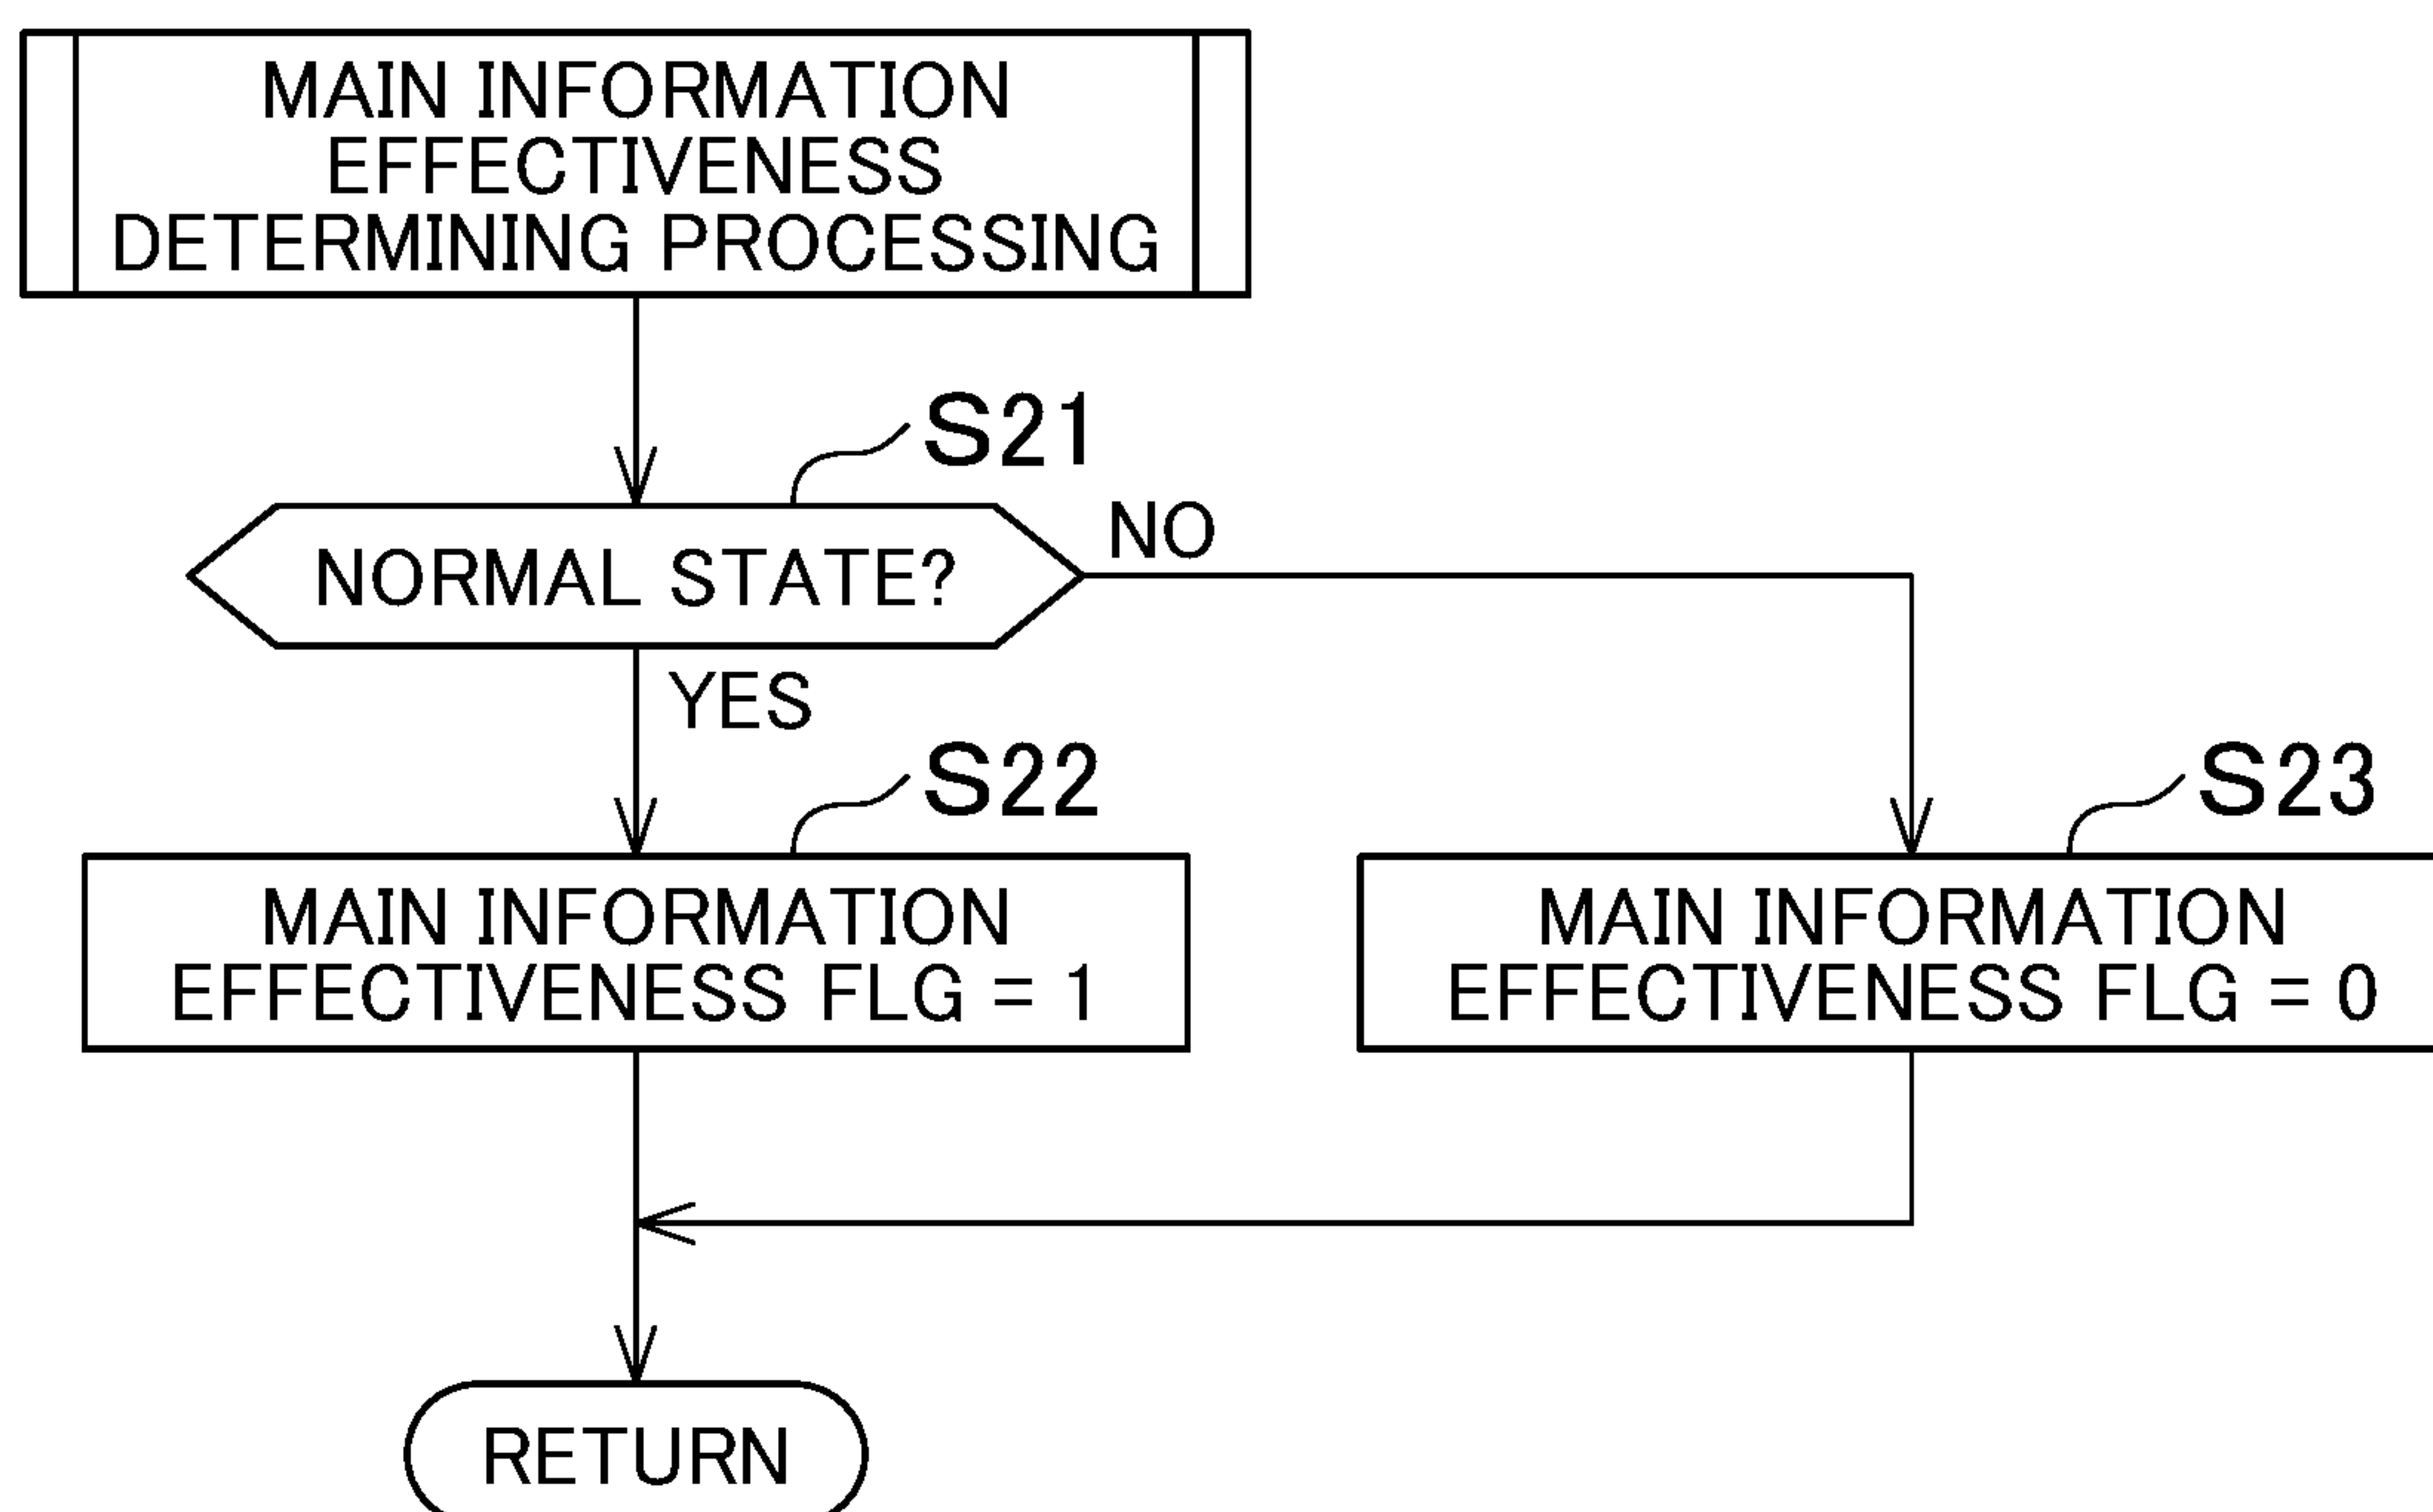 MAIN INFORMATION
EFFECTIVENESS
DETERMINING PROCESSING
S21
NORMAL STATE?
NO
YES
S22
S23
MAIN INFORMATION
EFFECTIVENESS FLG = 1
MAIN INFORMATION
EFFECTIVENESS FLG = 0
RETURN